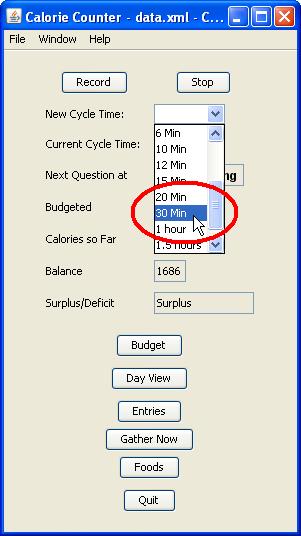 Calorie Counter - data.xml - C...
File Window Help
Record Stop
New Cycle Time:
6 Min
Current Cycle Time:
10 Min
12 Min
Next Question at
15 Min
ng
20 Min
Budgeted
30 Min
1 hour
Calories so Far
1.5 hours
Balance 1686
Surplus/Deficit Surplus
Budget
Day View
Entries
Gather Now
Foods
Quit